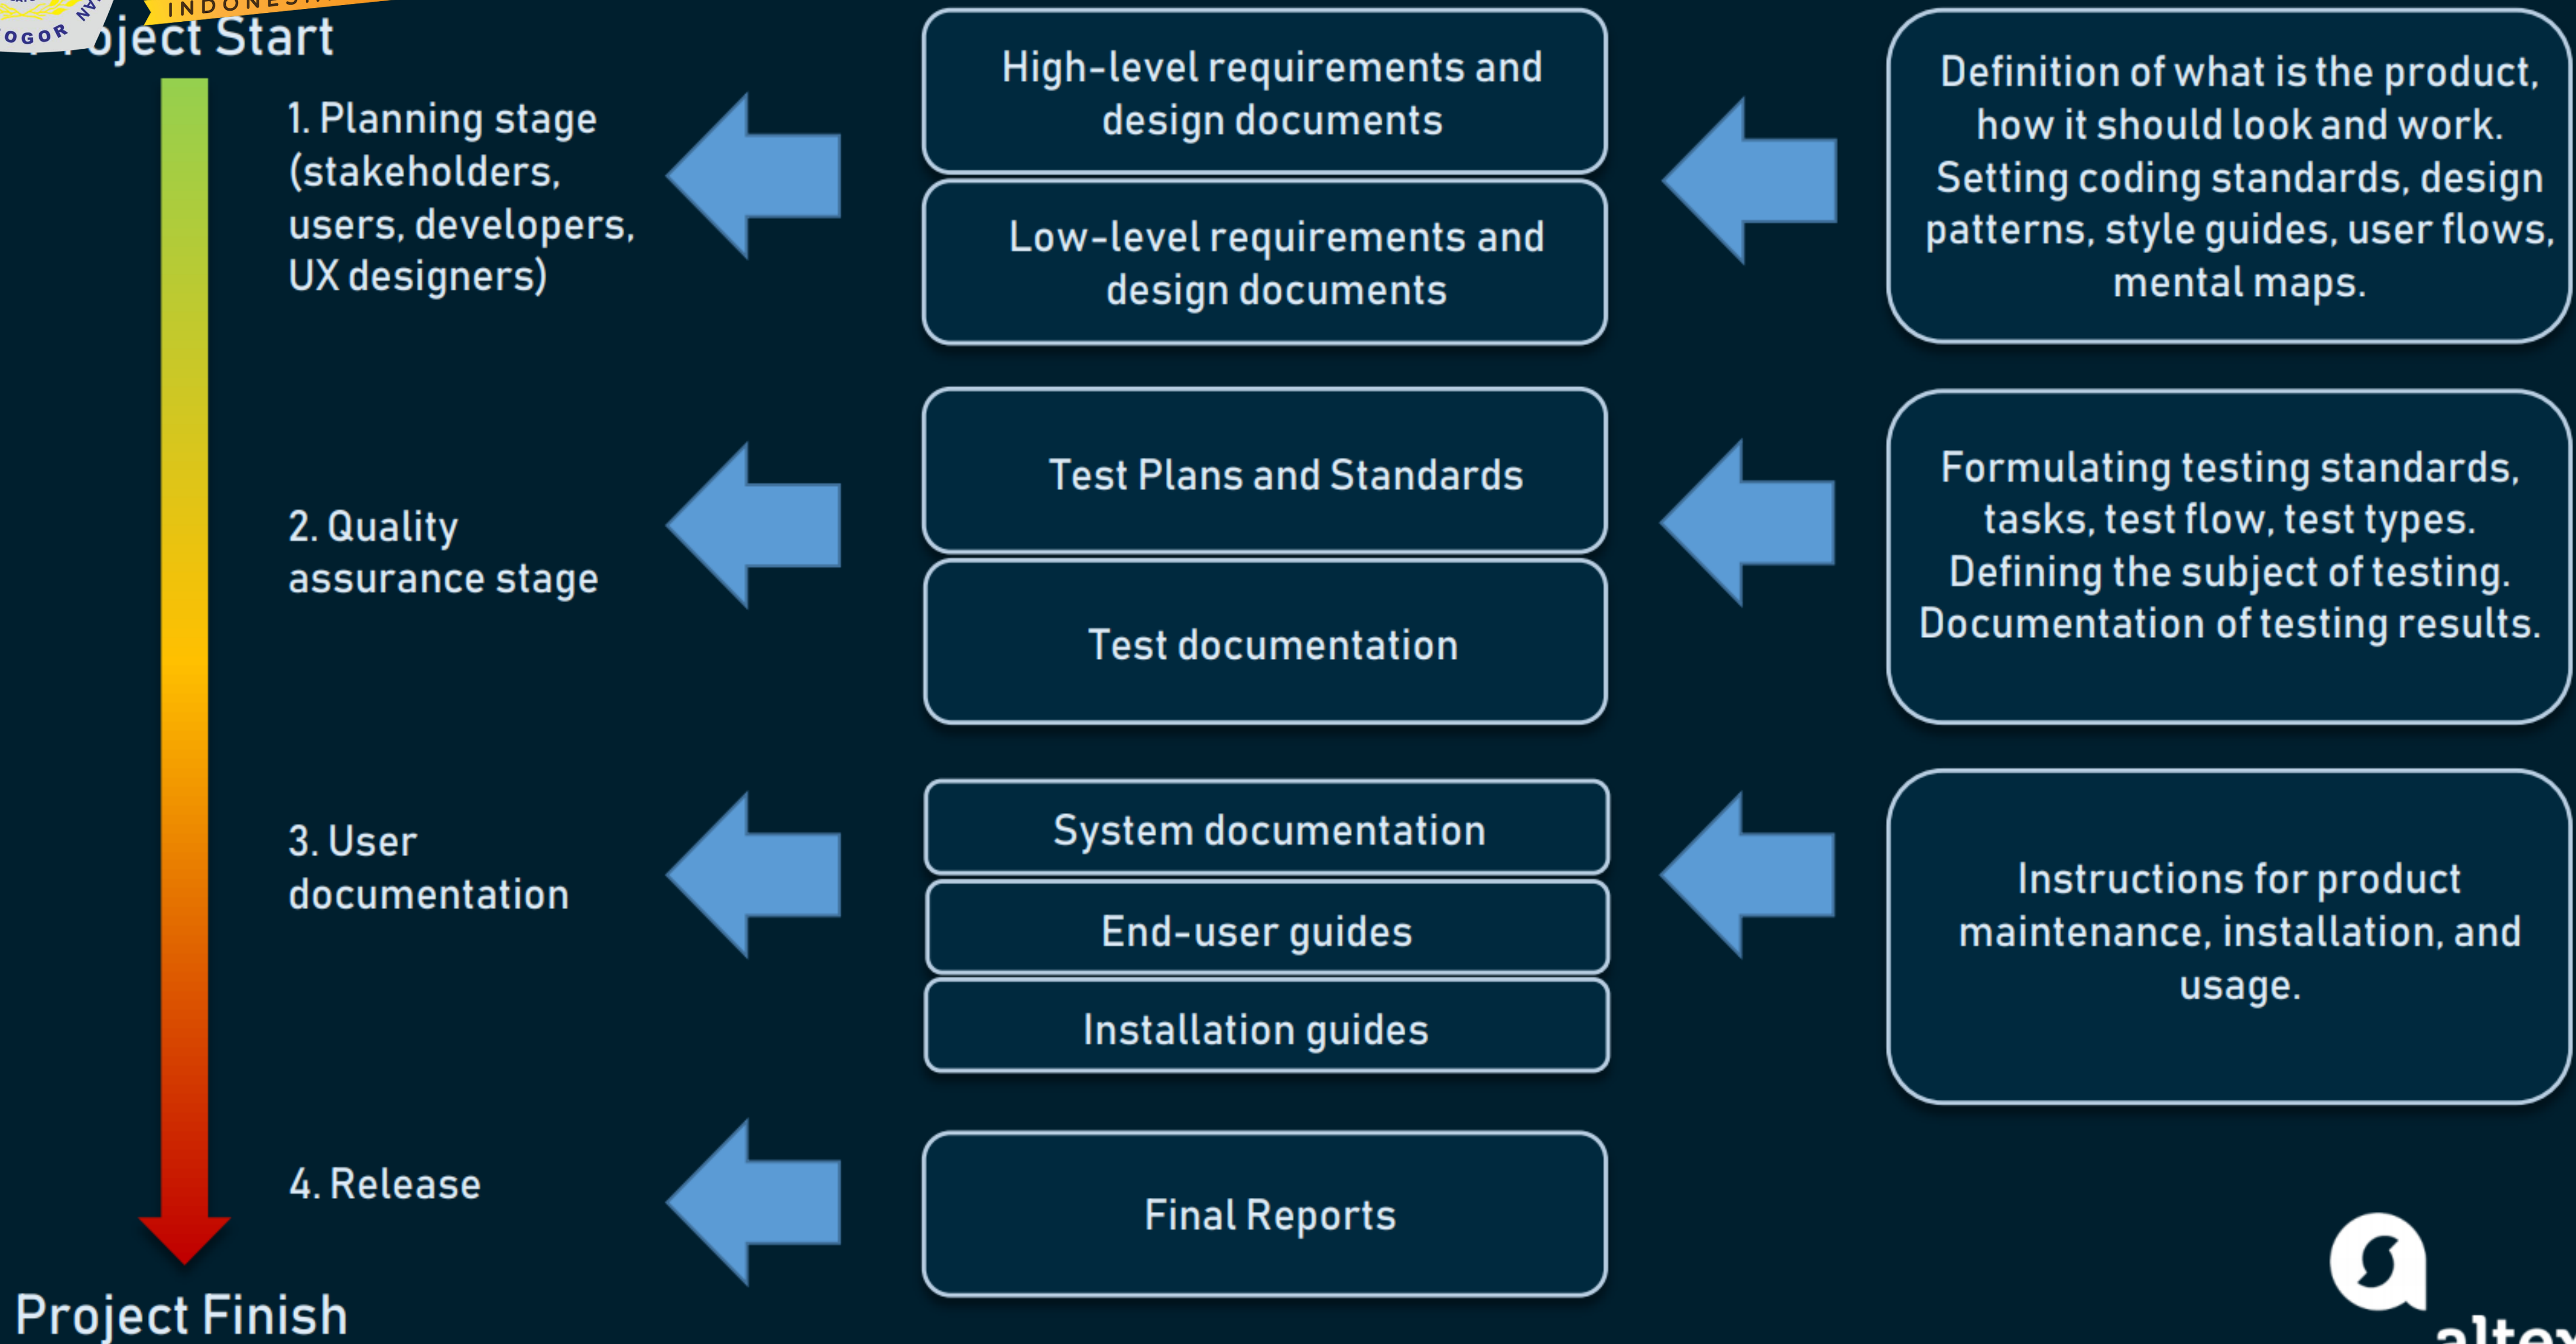 INDONESIA
OGOR
Project Start
1. Planning stage
(stakeholders,
users, developers,
UX designers)
High-level requirements and
design documents
Low-level requirements and
design documents
Definition of what is the product,
how it should look and work.
Setting coding standards, design
patterns, style guides, user flows,
mental maps.
2. Quality
assurance stage
Test Plans and Standards
Test documentation
Formulating testing standards,
tasks, test flow, test types.
Defining the subject of testing.
Documentation of testing results.
3. User
documentation
System documentation
End-user guides
Installation guides
Instructions for product
maintenance, installation, and
usage.
4. Release
Final Reports
Project Finish